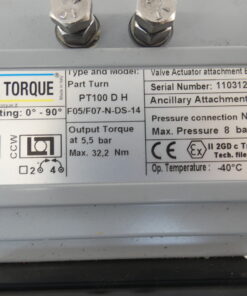 Type and Model:
Part Turn
PT100 D H
F05/F07-N-DS-14
Output Torque
at 5,5 bar
Max. 32,2 Nm
TORQUE
ting: 0° - 90°
CCW
2 4
Valve Actuator attachment
Serial Number: 110312
Ancillary Attachment
Pressure connection N
Max. Pressure 8 ba
CE Ex II 2GD c T
Tech. file
Op. Temperature : -40°C